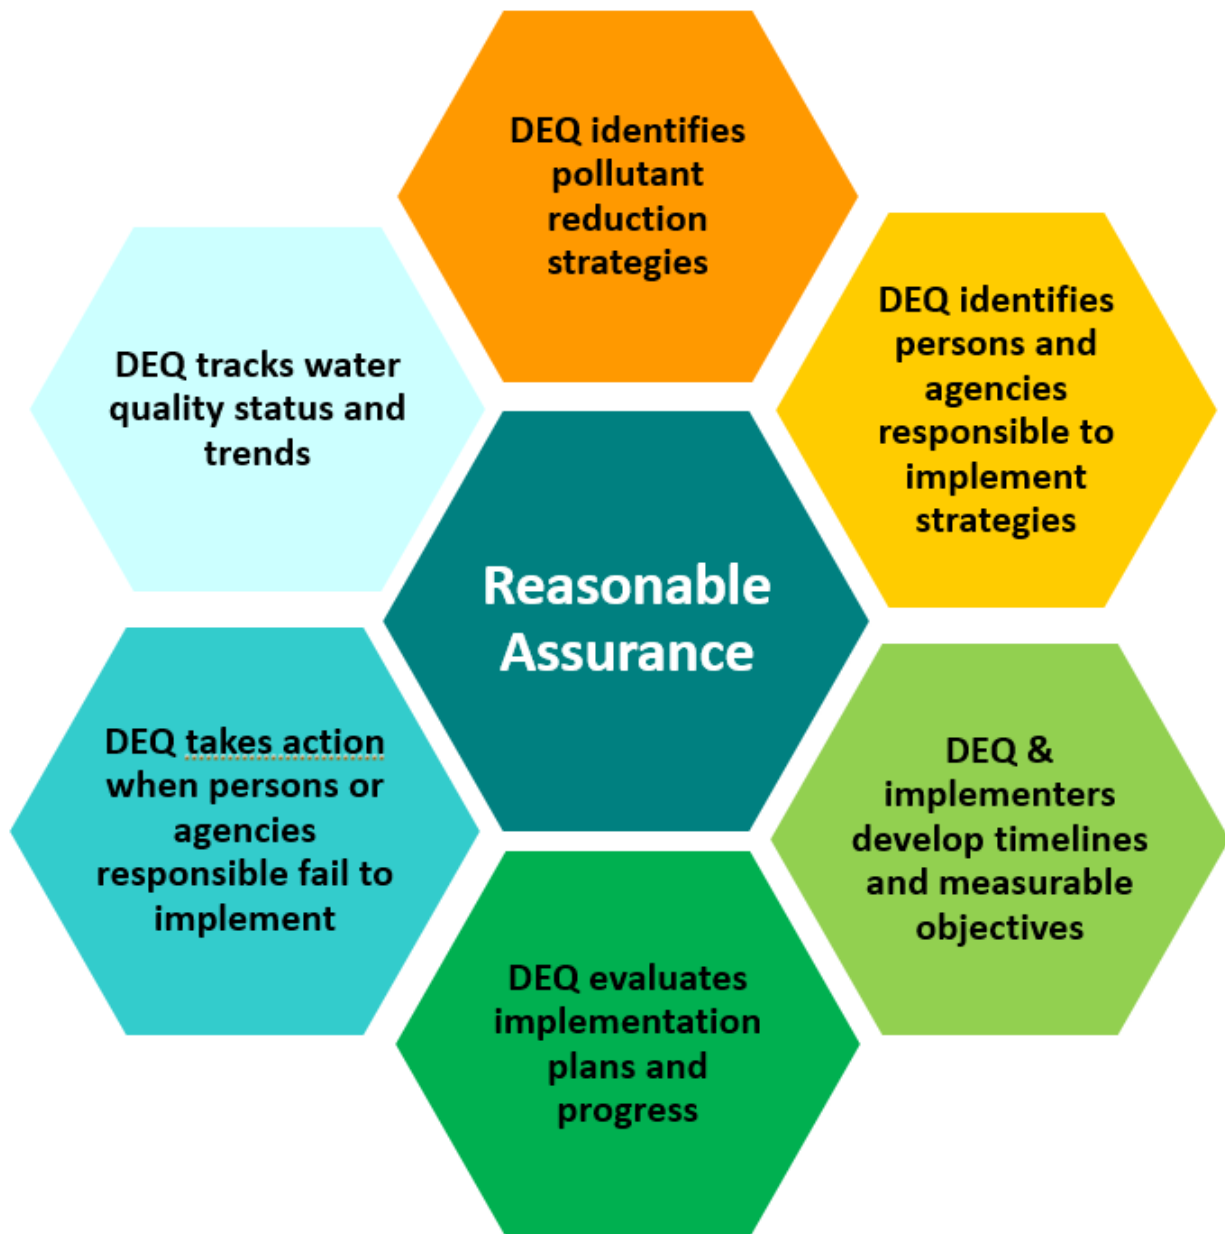 DEQ identifies
pollutant
reduction
strategies
DEQ identifies
persons and
agencies
responsible to
implement
strategies
DEQ &
implementers
develop timelines
and measurable
objectives
DEQ evaluates
implementation
plans and
progress
DEQ takes action
when persons or
agencies
responsible fail to
implement
DEQ tracks water
quality status and
trends
Reasonable
Assurance